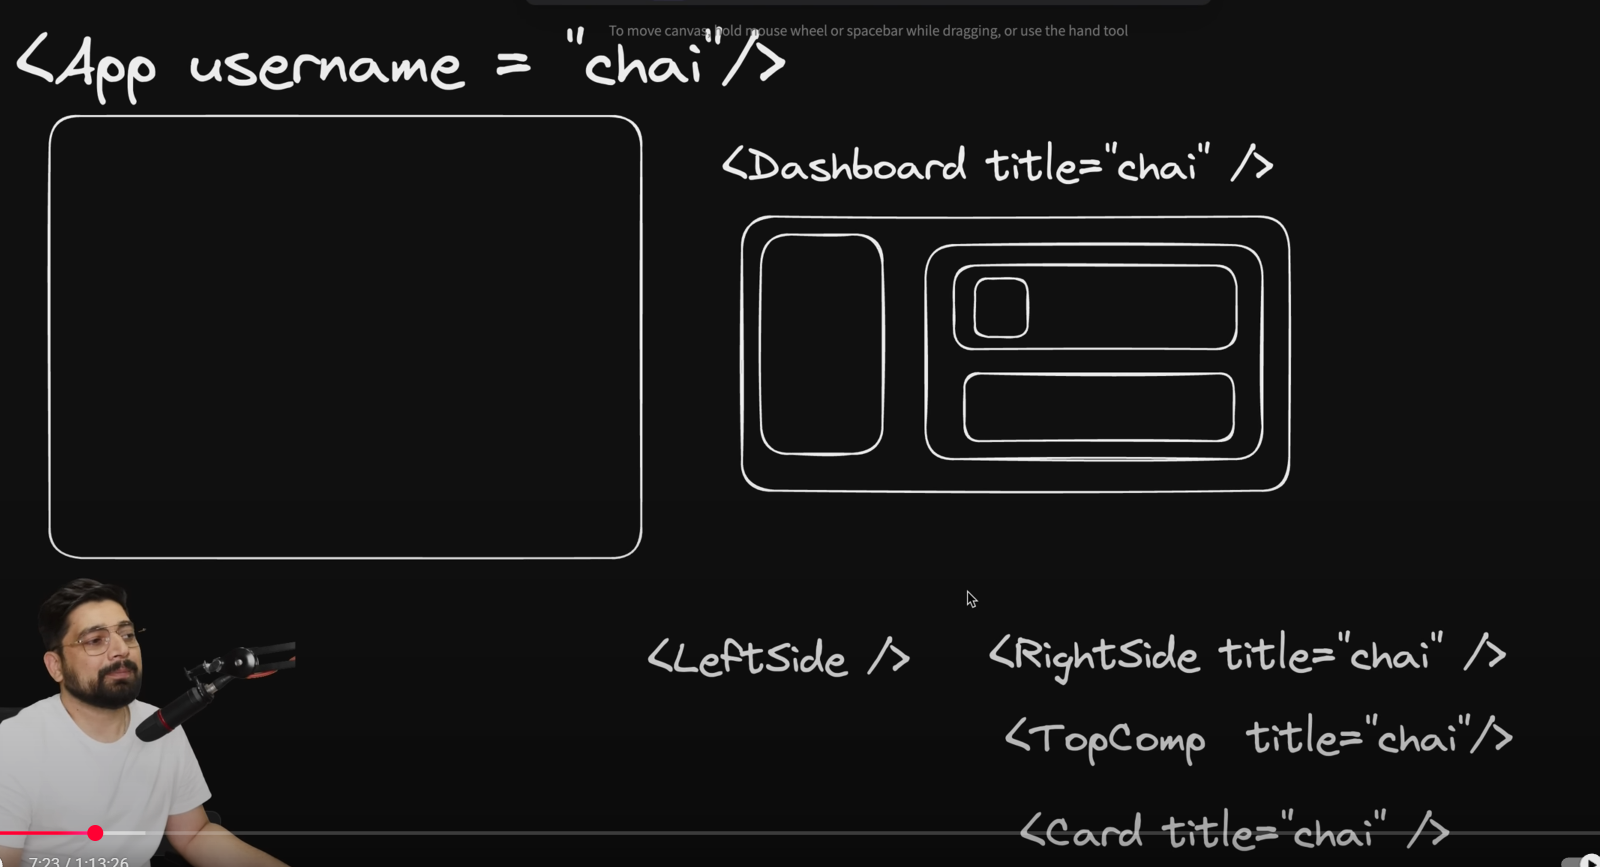 To move canvas, hold mouse wheel or spacebar while dragging, or use the hand tool
<App username = "chai"/>
<Dashboard title="chai" />
<LeftSide />
<RightSide title="chai" />
<TopComp title="chai"/>
<Card title="chai" />
7:23 / 1:13:26